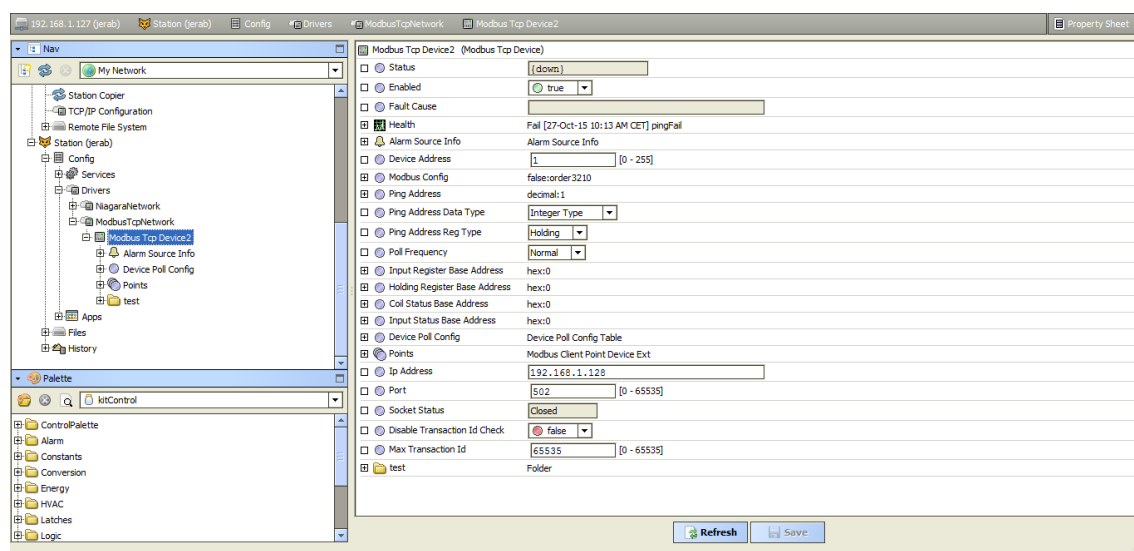 192.168.1.127 (jerab) Station (jerab) Config Drivers ModbusTcpNetwork Modbus Tcp Device2 Property Sheet
Nav
My Network
Station Copier
TCP/IP Configuration
Remote File System
Station (jerab)
Config
Services
Drivers
NiagaraNetwork
ModbusTcpNetwork
Modbus Tcp Device2
Alarm Source Info
Device Poll Config
Points
test
Apps
Files
History
Palette
kitControl
ControlPalette
Alarm
Constants
Conversion
Energy
HVAC
Latches
Logic
Modbus Tcp Device2 (Modbus Tcp Device)
Status {down}
Enabled true
Fault Cause
Health Fail [27-Oct-15 10:13 AM CET] pingFail
Alarm Source Info Alarm Source Info
Device Address 1 [0 - 255]
Modbus Config false:order3210
Ping Address decimal:1
Ping Address Data Type Integer Type
Ping Address Reg Type Holding
Poll Frequency Normal
Input Register Base Address hex:0
Holding Register Base Address hex:0
Coil Status Base Address hex:0
Input Status Base Address hex:0
Device Poll Config Device Poll Config Table
Points Modbus Client Point Device Ext
Ip Address 192.168.1.128
Port 502 [0 - 65535]
Socket Status Closed
Disable Transaction Id Check false
Max Transaction Id 65535 [0 - 65535]
test Folder
Refresh Save